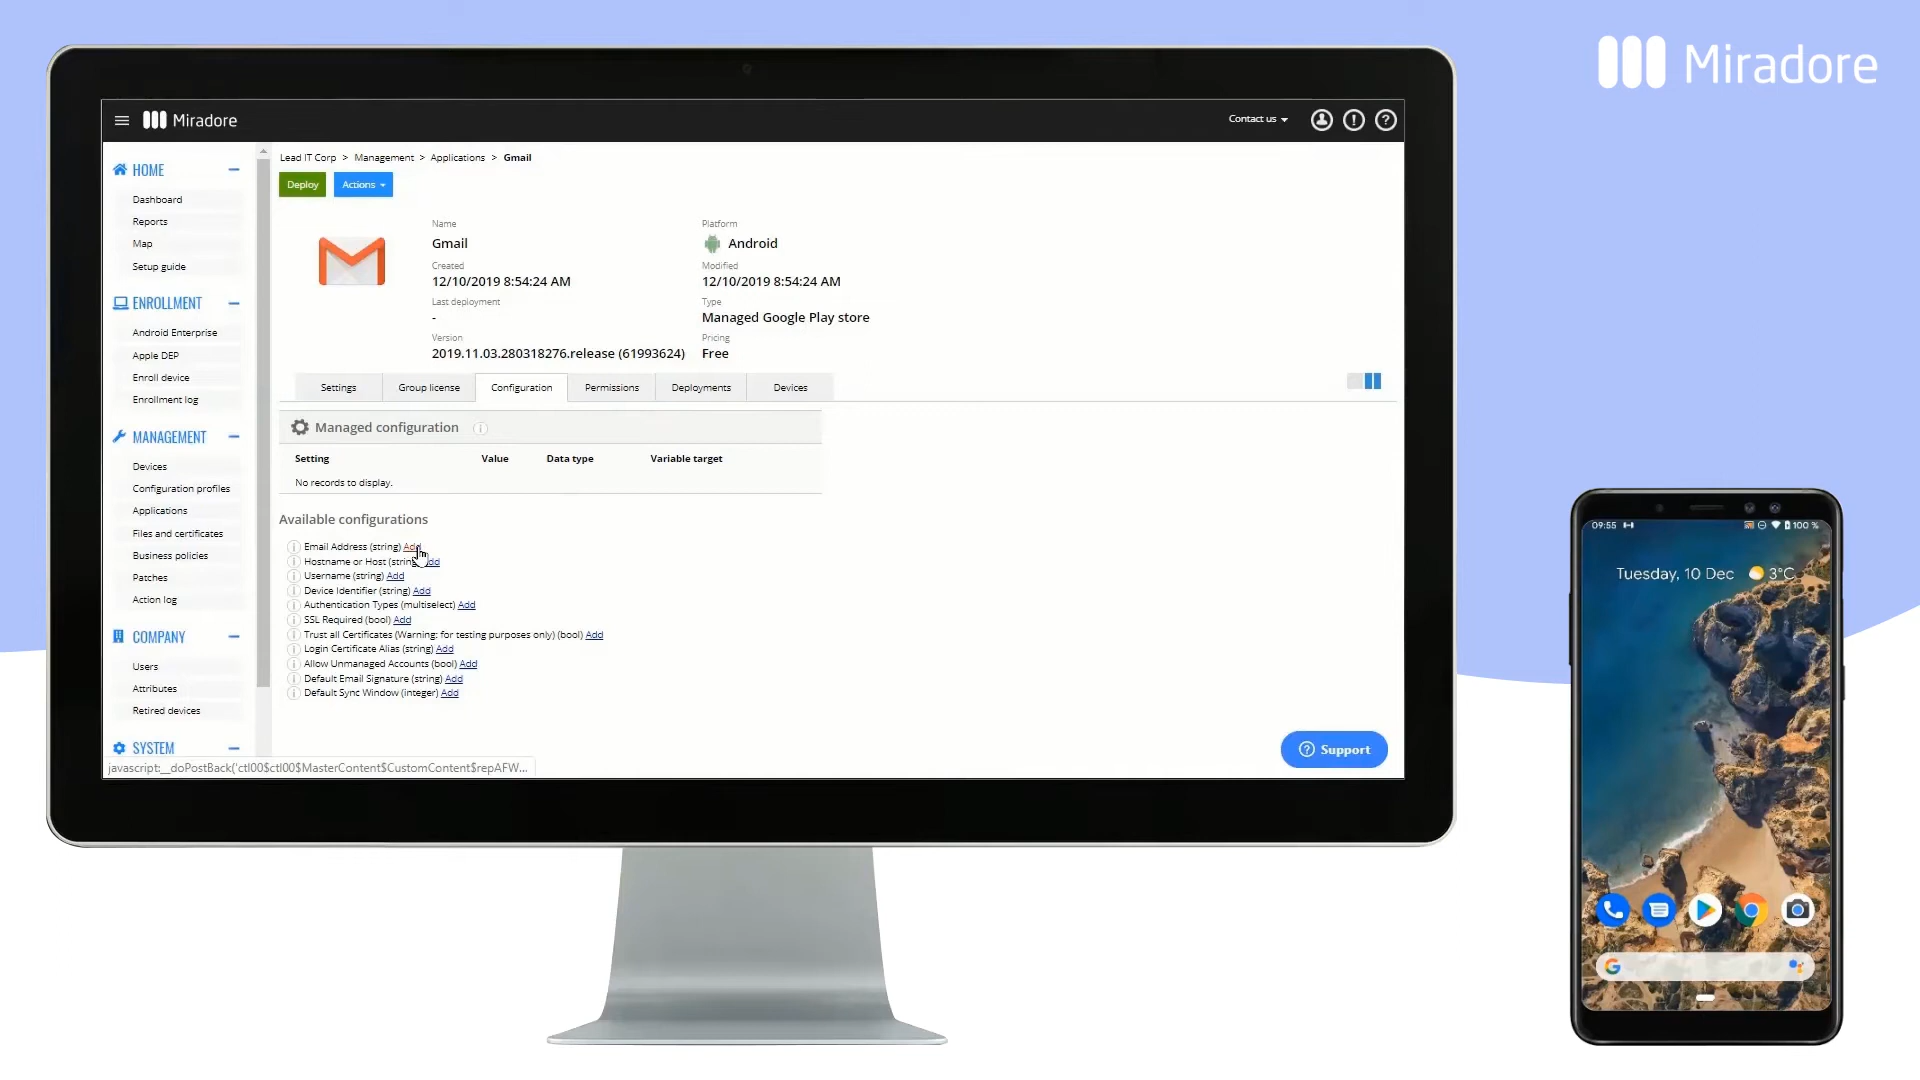 Miradore
Miradore
Contact us
HOME
Dashboard
Reports
Map
Setup guide
ENROLLMENT
Android Enterprise
Apple DEP
Enroll device
Enrollment log
MANAGEMENT
Devices
Configuration profiles
Applications
Files and certificates
Business policies
Patches
Action log
COMPANY
Users
Attributes
Retired devices
SYSTEM
Lead IT Corp > Management > Applications > Gmail
Deploy
Actions
Name
Gmail
Created
12/10/2019 8:54:24 AM
Last deployment
-
Version
2019.11.03.280318276.release (61993624)
Platform
Android
Modified
12/10/2019 8:54:24 AM
Type
Managed Google Play store
Pricing
Free
Settings Group license Configuration Permissions Deployments Devices
Managed configuration
Setting Value Data type Variable target
No records to display.
Available configurations
Email Address (string) Add
Hostname or Host (string) Add
Username (string) Add
Device Identifier (string) Add
Authentication Types (multiselect) Add
SSL Required (bool) Add
Trust all Certificates (Warning: for testing purposes only) (bool) Add
Login Certificate Alias (string) Add
Allow Unmanaged Accounts (bool) Add
Default Email Signature (string) Add
Default Sync Window (integer) Add
Support
javascript:__doPostBack('ctl00$ctl00$MasterContent$CustomContent$repAFW...
09:55
100 %
Tuesday, 10 Dec
3°C